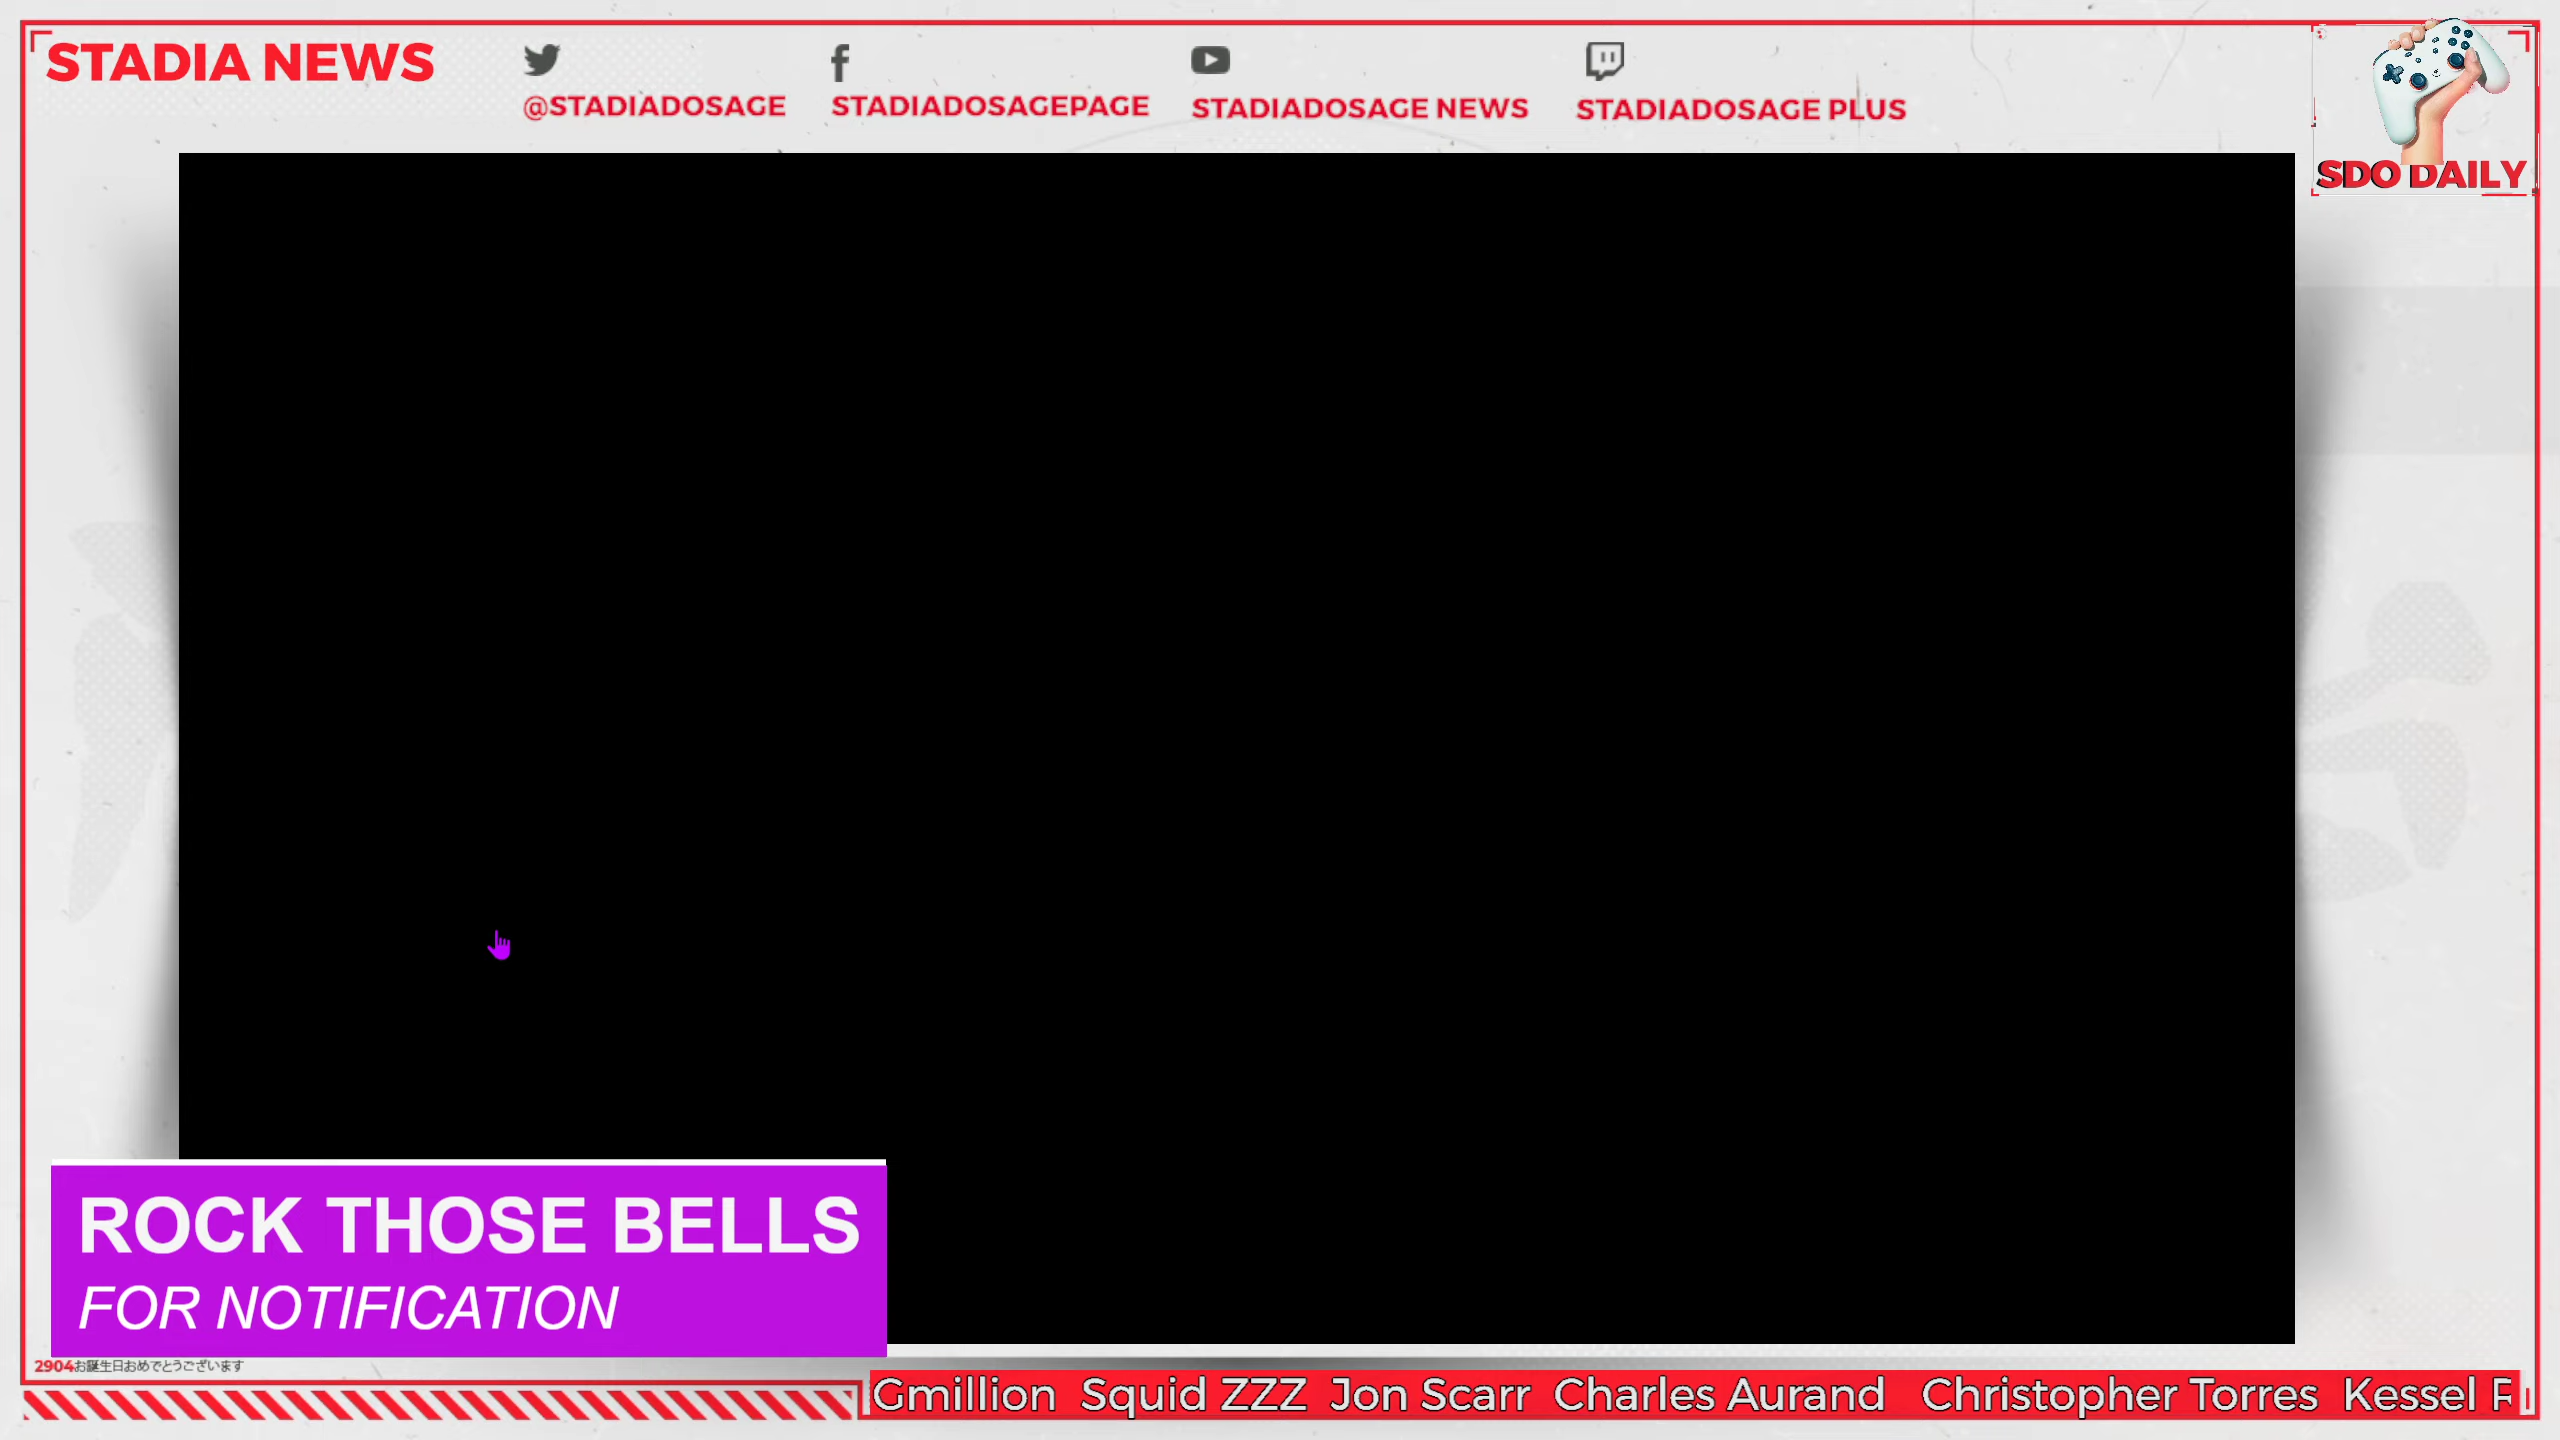 STADIA NEWS
@STADIADOSAGE
STADIADOSAGEPAGE
STADIADOSAGE NEWS
STADIADOSAGE PLUS
SDO DAILY
ROCK THOSE BELLS
FOR NOTIFICATION
2904お誕生日おめでとうございます
Gmillion Squid ZZZ Jon Scarr Charles Aurand Christopher Torres Kessel